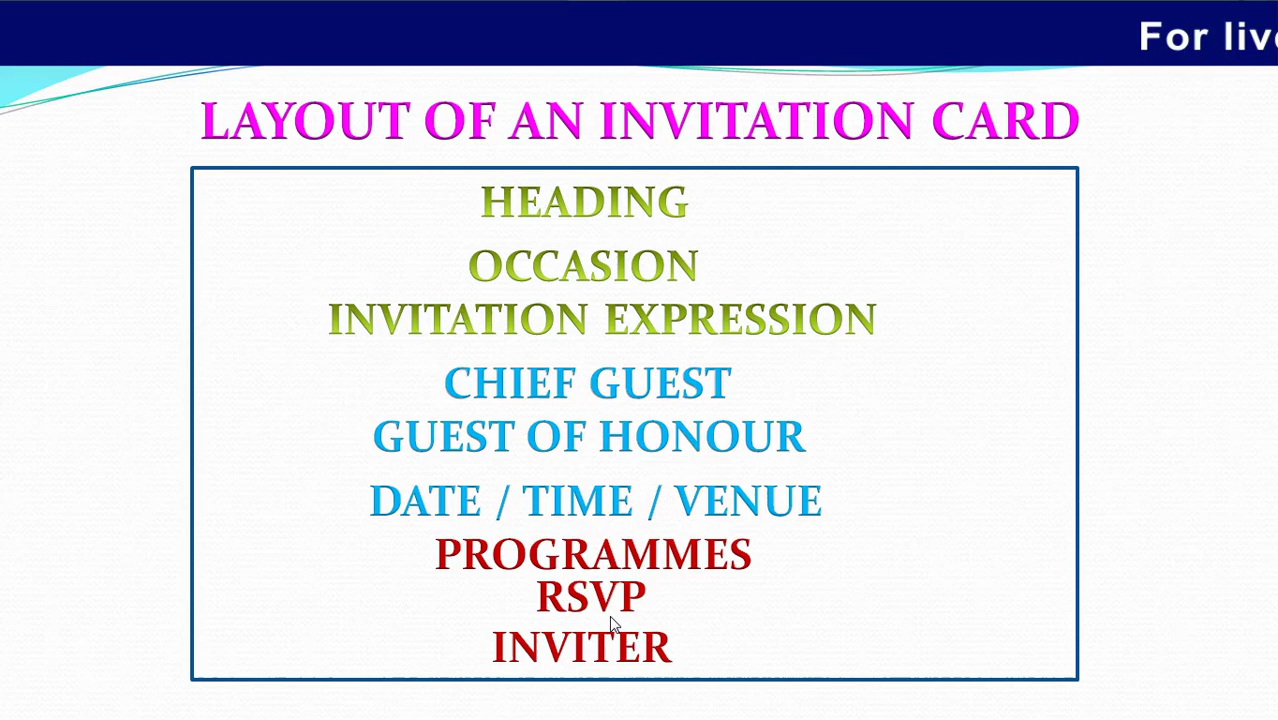 For
LAYOUT OF AN INVITATION CARD
HEADING
OCCASION
INVITATION EXPRESSION
CHIEF GUEST
GUEST OF HONOUR
DATE / TIME / VENUE
PROGRAMMES
RSVP
INVITER